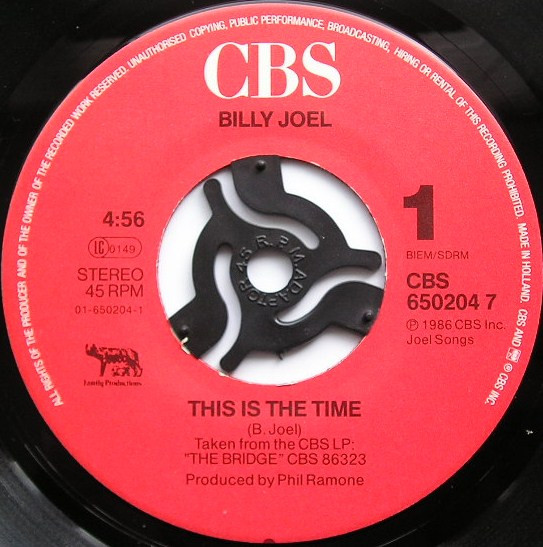 ALL RIGHTS OF THE PRODUCER AND OF THE OWNER OF THE RECORDED WORK RESERVED. UNAUTHORISED COPYING, PUBLIC PERFORMANCE, BROADCASTING, HIRING OR RENTAL OF THIS RECORDING PROHIBITED. MADE IN HOLLAND. CBS AND ARE ® OF CBS INC.
CBS
BILLY JOEL
4:56
LC 0149
STEREO
45 RPM
01-650204-1
45 R.P.M. ADAPTOR
1
BIEM/SDRM
CBS
650204 7
Ⓟ 1986 CBS Inc.
Joel Songs
Family Productions
THIS IS THE TIME
(B. Joel)
Taken from the CBS LP:
"THE BRIDGE" CBS 86323
Produced by Phil Ramone